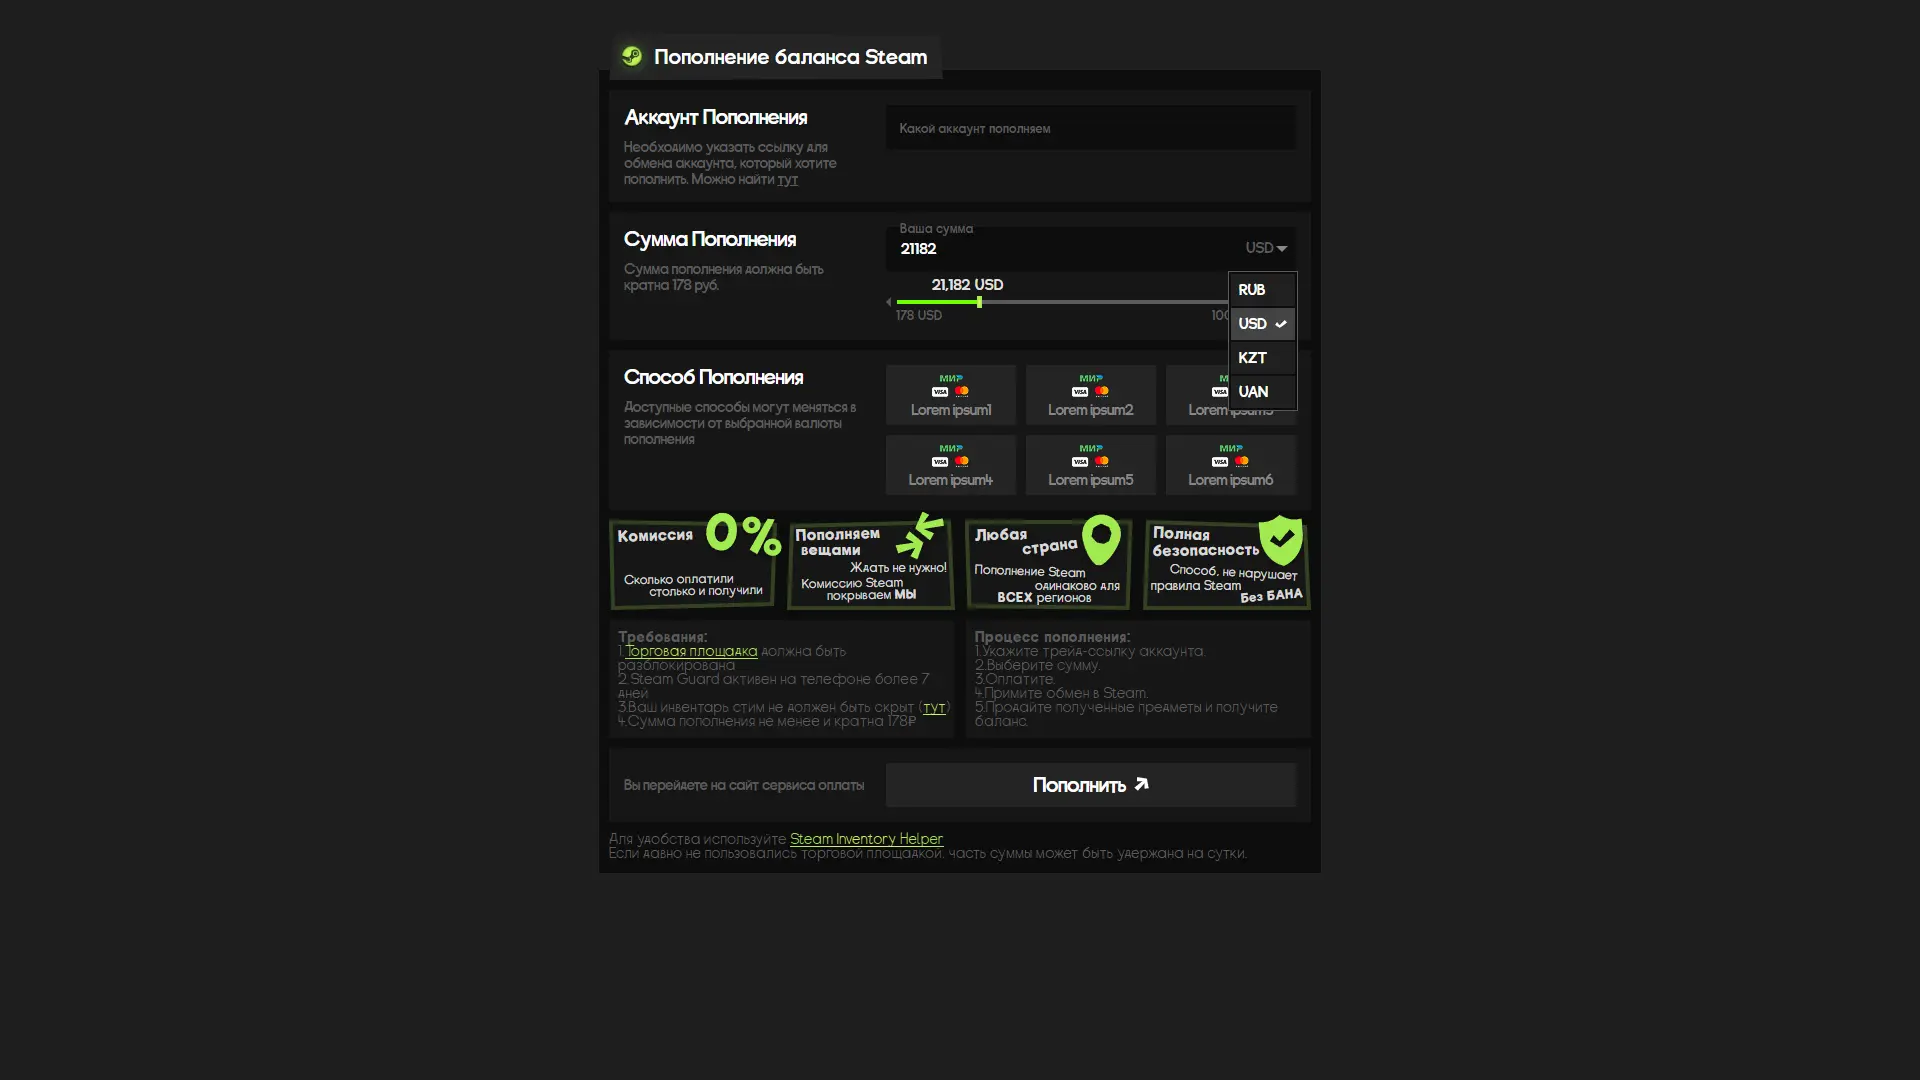 Пополнение баланса Steam
Аккаунт Пополнения
Необходимо указать ссылку для
обмена аккаунта, который хотите
пополнить. Можно найти тут
Какой аккаунт пополняем
Сумма Пополнения
Сумма пополнения должна быть
кратна 178 руб.
Ваша сумма
21182
USD
21,182 USD
178 USD
100
RUB
USD
KZT
UAN
Способ Пополнения
Доступные способы могут меняться в
зависимости от выбранной валюты
пополнения
МИР
VISA
Lorem ipsum1
МИР
VISA
Lorem ipsum2
VISA
Lorem ipsum3
МИР
VISA
Lorem ipsum4
МИР
VISA
Lorem ipsum5
МИР
VISA
Lorem ipsum6
Комиссия 0%
Сколько оплатили
столько и получили
Пополняем
вещами
Ждать не нужно!
Комиссию Steam
покрываем МЫ
Любая
страна
Пополнение Steam
одинаково для
ВСЕХ регионов
Полная
безопасность
Способ, не нарушает
правила Steam
Без БАНА
Требования:
1.Торговая площадка должна быть
разблокирована
2.Steam Guard активен на телефоне более 7
дней
3.Ваш инвентарь стим не должен быть скрыт (тут)
4.Сумма пополнения не менее и кратна 178₽
Процесс пополнения:
1.Укажите трейд-ссылку аккаунта.
2.Выберите сумму.
3.Оплатите.
4.Примите обмен в Steam.
5.Продайте полученные предметы и получите
баланс.
Вы перейдете на сайт сервиса оплаты
Пополнить
Для удобства используйте Steam Inventory Helper
Если давно не пользовались торговой площадкой, часть суммы может быть удержана на сутки.